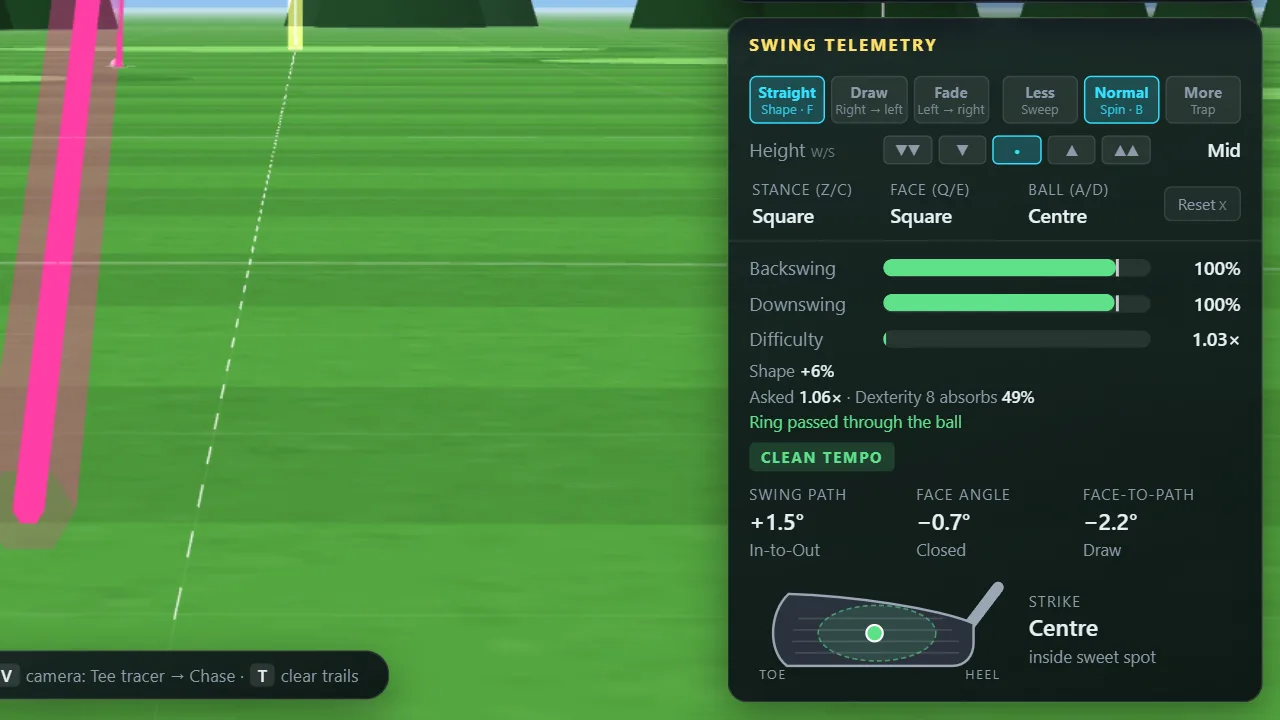 SWING TELEMETRY
Straight Draw Fade Less Normal More
Shape · F Right → left Left → right Sweep Spin · B Trap
Height W/S ▼▼ ▼ • ▲ ▲▲ Mid
STANCE (Z/C) FACE (Q/E) BALL (A/D)
Square Square Centre Reset X
Backswing 100%
Downswing 100%
Difficulty 1.03×
Shape +6%
Asked 1.06× · Dexterity 8 absorbs 49%
Ring passed through the ball
CLEAN TEMPO
SWING PATH FACE ANGLE FACE-TO-PATH
+1.5° −0.7° −2.2°
In-to-Out Closed Draw
STRIKE
Centre
inside sweet spot
TOE HEEL
V camera: Tee tracer → Chase · T clear trails